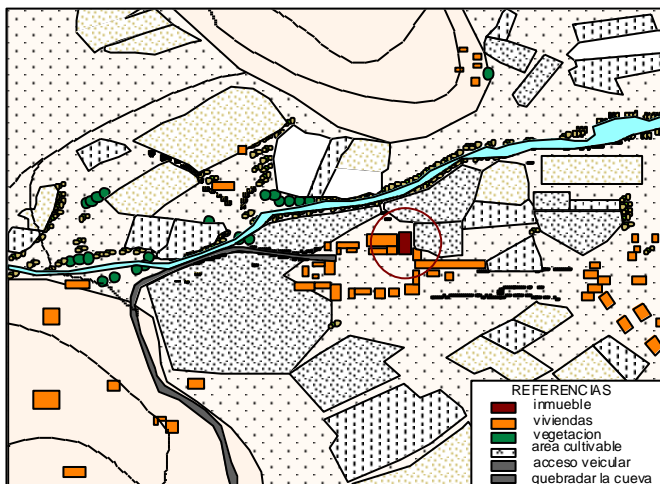 REFERENCIAS
inmueble
viviendas
vegetacion
area cultivable
acceso veicular
quebradar la cueva